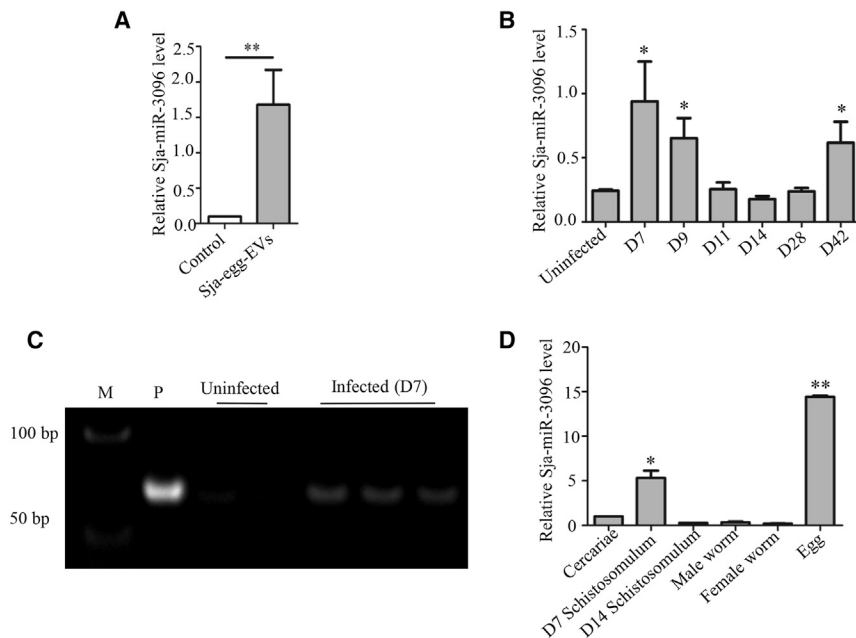 A
Relative Sja-miR-3096 level
2.5
2.0
1.5
1.0
0.5
0.0
**
Control
Sja-egg-EVs
B
Relative Sja-miR-3096 level
1.5
1.0
0.5
0.0
*
*
*
Uninfected
D7
D9
D11
D14
D28
D42
C
M
P
Uninfected
Infected (D7)
100 bp
50 bp
D
Relative Sja-miR-3096 level
20
15
10
5
0
*
**
Cercariae
D7 Schistosomulum
D14 Schistosomulum
Male worm
Female worm
Egg